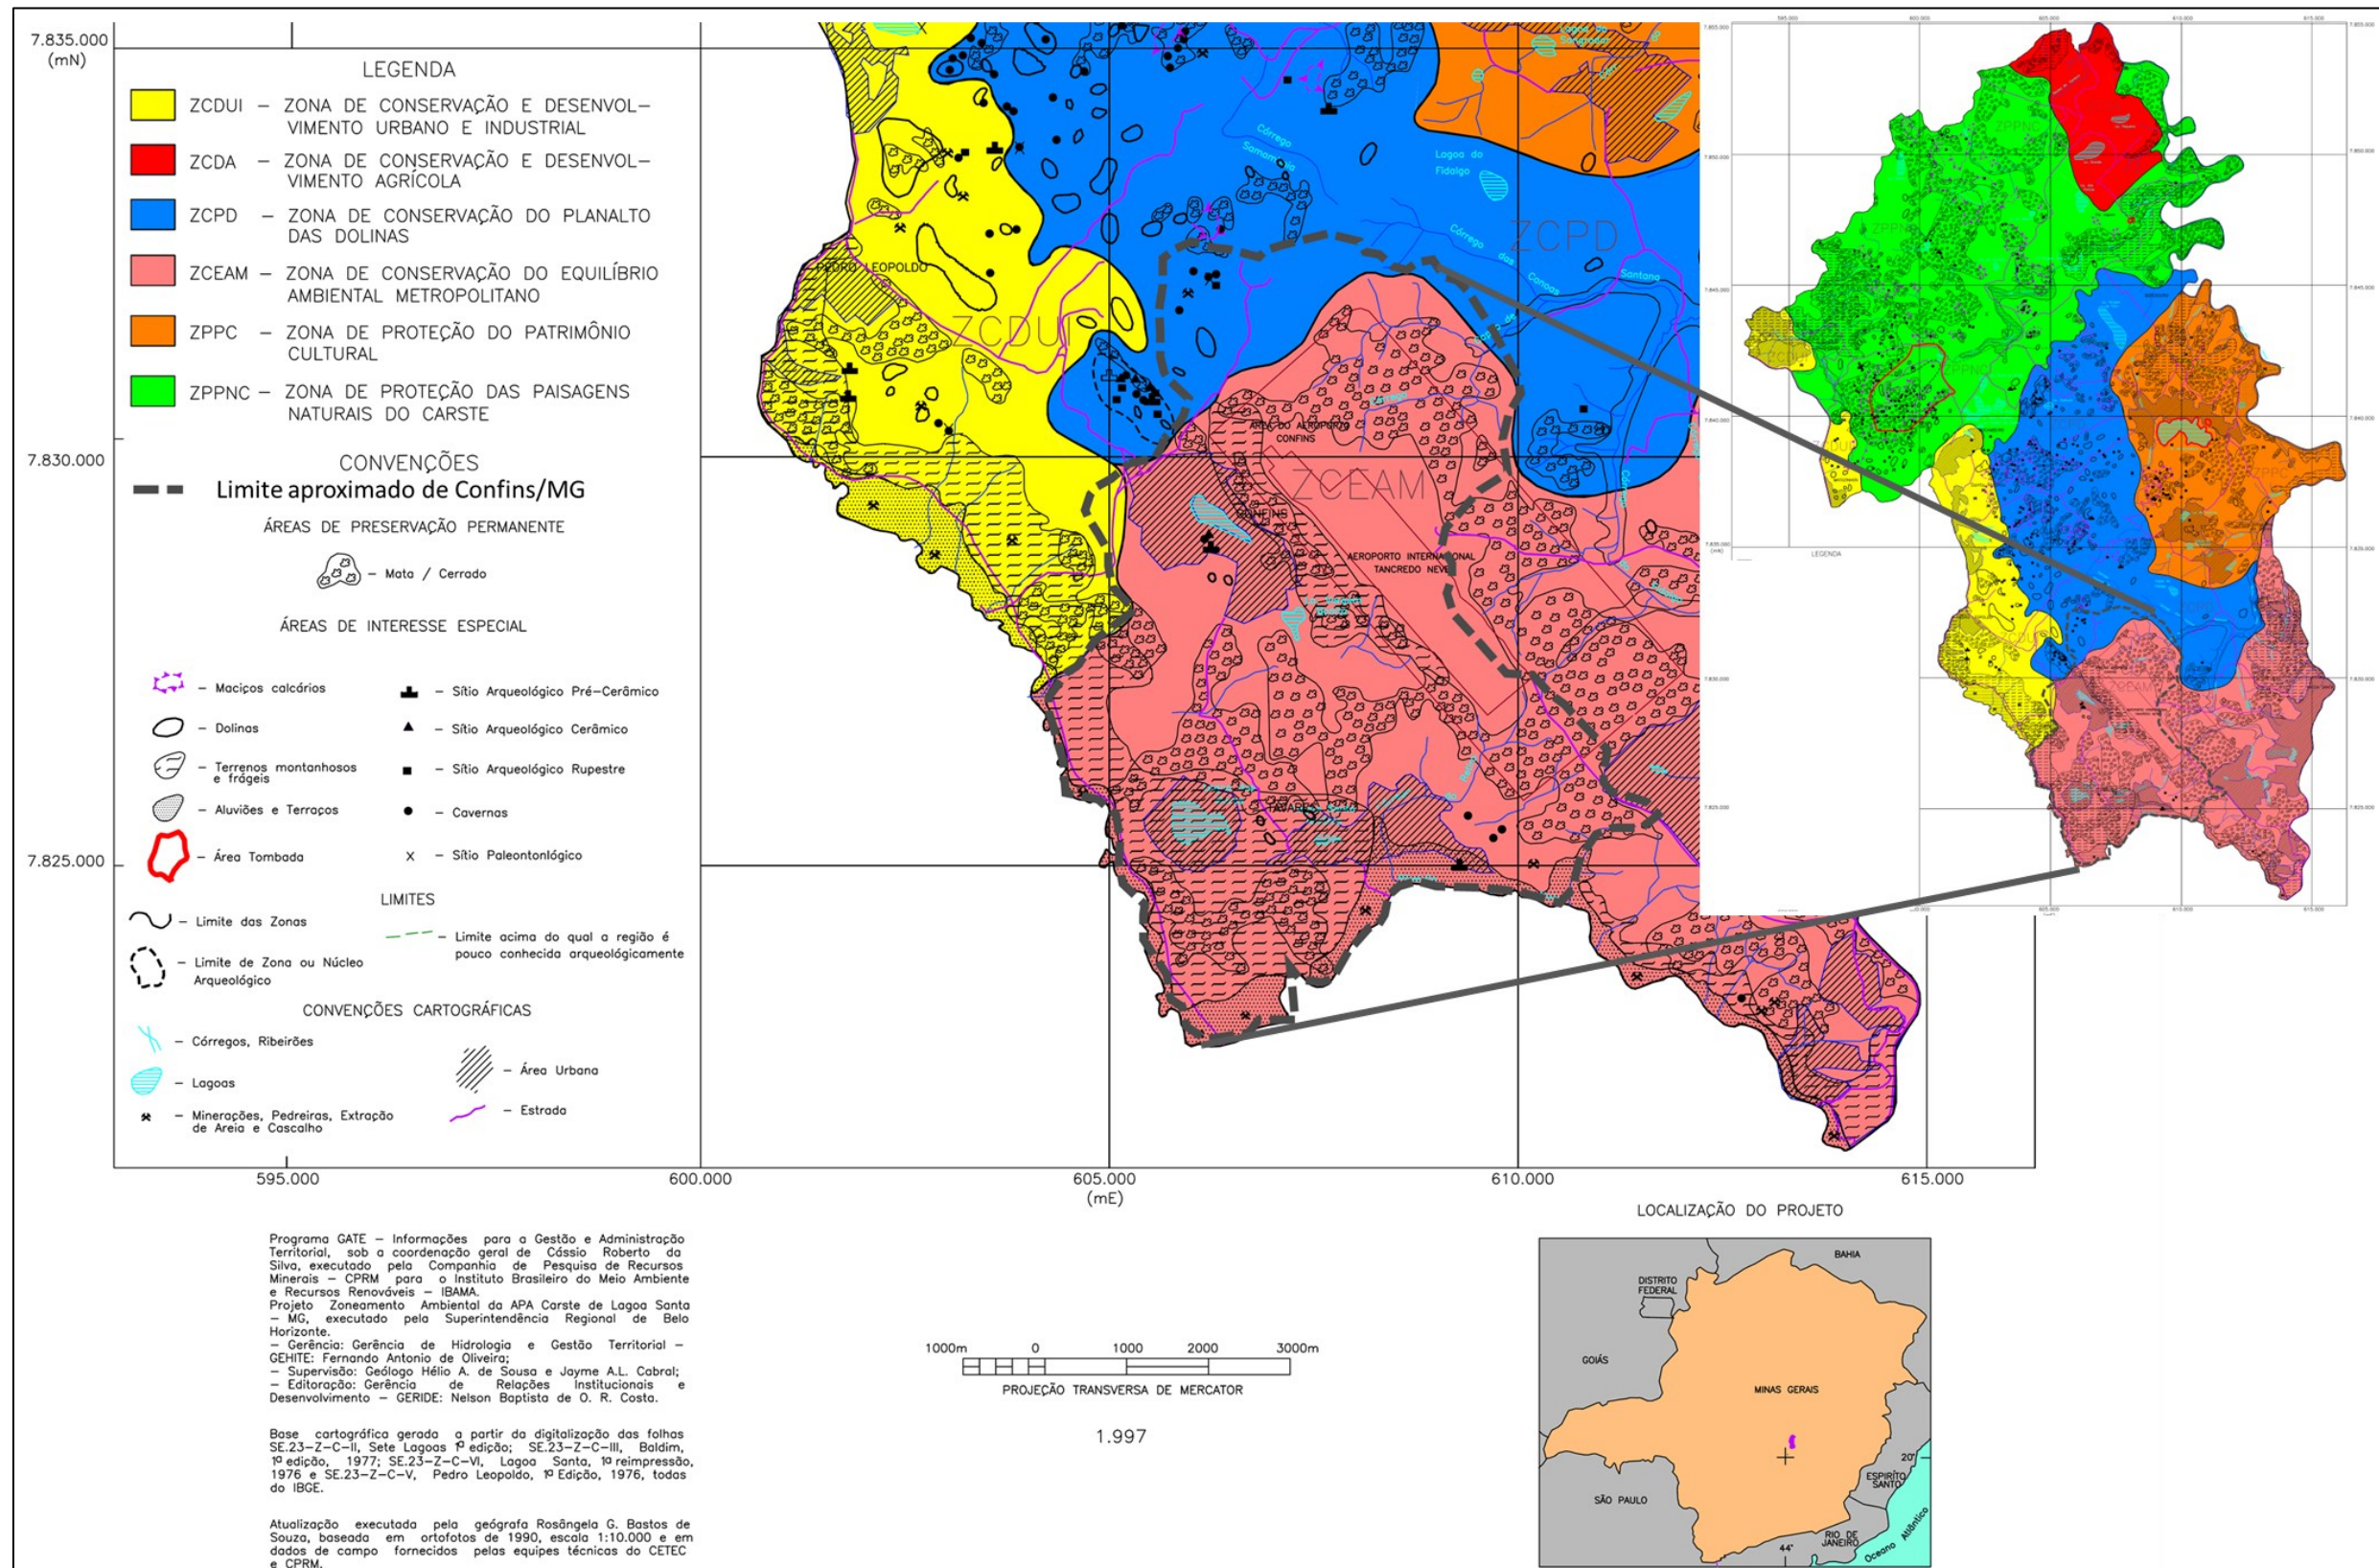 7.835.000
(mN)
LEGENDA
ZCDUI – ZONA DE CONSERVAÇÃO E DESENVOL–
VIMENTO URBANO E INDUSTRIAL
ZCDA – ZONA DE CONSERVAÇÃO E DESENVOL–
VIMENTO AGRÍCOLA
ZCPD – ZONA DE CONSERVAÇÃO DO PLANALTO
DAS DOLINAS
ZCEAM – ZONA DE CONSERVAÇÃO DO EQUILÍBRIO
AMBIENTAL METROPOLITANO
ZPPC – ZONA DE PROTEÇÃO DO PATRIMÔNIO
CULTURAL
ZPPNC – ZONA DE PROTEÇÃO DAS PAISAGENS
NATURAIS DO CARSTE
7.830.000
CONVENÇÕES
Limite aproximado de Confins/MG
ÁREAS DE PRESERVAÇÃO PERMANENTE
– Mata / Cerrado
ÁREAS DE INTERESSE ESPECIAL
– Maciços calcários
– Sítio Arqueológico Pré–Cerâmico
– Dolinas
– Sítio Arqueológico Cerâmico
– Terrenos montanhosos
e frágeis
– Sítio Arqueológico Rupestre
– Aluviões e Terraços
– Cavernas
– Área Tombada
– Sítio Paleontonlógico
7.825.000
LIMITES
– Limite das Zonas
– Limite acima do qual a região é
pouco conhecida arqueológicamente
– Limite de Zona ou Núcleo
Arqueológico
CONVENÇÕES CARTOGRÁFICAS
– Córregos, Ribeirões
– Área Urbana
– Lagoas
– Minerações, Pedreiras, Extração
de Areia e Cascalho
– Estrada
Córrego
Samambaia
Lagoa do
Fidalgo
ZCPD
Córrego
das Canoas
Santana
PEDRO LEOPOLDO
ZCDUI
Córrego
ÁREA DO AEROPORTO
CONFINS
ZCEAM
CONFINS
AEROPORTO INTERNACIONAL
TANCREDO NEVE
TAVARES
LEGENDA
ZPPNC
ZPPNC
ZPPNC
ZCDUI
595.000
600.000
605.000
(mE)
610.000
615.000
LOCALIZAÇÃO DO PROJETO
BAHIA
DISTRITO
FEDERAL
GOIÁS
MINAS GERAIS
20°
ESPIRÍTO
SANTO
SÃO PAULO
RIO DE
JANEIRO
44°
Oceano Atlântico
1000m 0 1000 2000 3000m
PROJEÇÃO TRANSVERSA DE MERCATOR
1.997
Programa GATE – Informações para a Gestão e Administração
Territorial, sob a coordenação geral de Cássio Roberto da
Silva, executado pela Companhia de Pesquisa de Recursos
Minerais – CPRM para o Instituto Brasileiro do Meio Ambiente
e Recursos Renováveis – IBAMA.
Projeto Zoneamento Ambiental da APA Carste de Lagoa Santa
– MG, executado pela Superintendência Regional de Belo
Horizonte.
– Gerência: Gerência de Hidrologia e Gestão Territorial –
GEHITE: Fernando Antonio de Oliveira;
– Supervisão: Geólogo Hélio A. de Sousa e Jayme A.L. Cabral;
– Editoração: Gerência de Relações Institucionais e
Desenvolvimento – GERIDE: Nelson Baptista de O. R. Costa.
Base cartográfica gerada a partir da digitalização das folhas
SE.23–Z–C–II, Sete Lagoas 1ª edição; SE.23–Z–C–III, Baldim,
1ª edição, 1977; SE.23–Z–C–VI, Lagoa Santa, 1ª reimpressão,
1976 e SE.23–Z–C–V, Pedro Leopoldo, 1ª Edição, 1976, todas
do IBGE.
Atualização executada pela geógrafa Rosângela G. Bastos de
Souza, baseada em ortofotos de 1990, escala 1:10.000 e em
dados de campo fornecidos pelas equipes técnicas do CETEC
e CPRM.